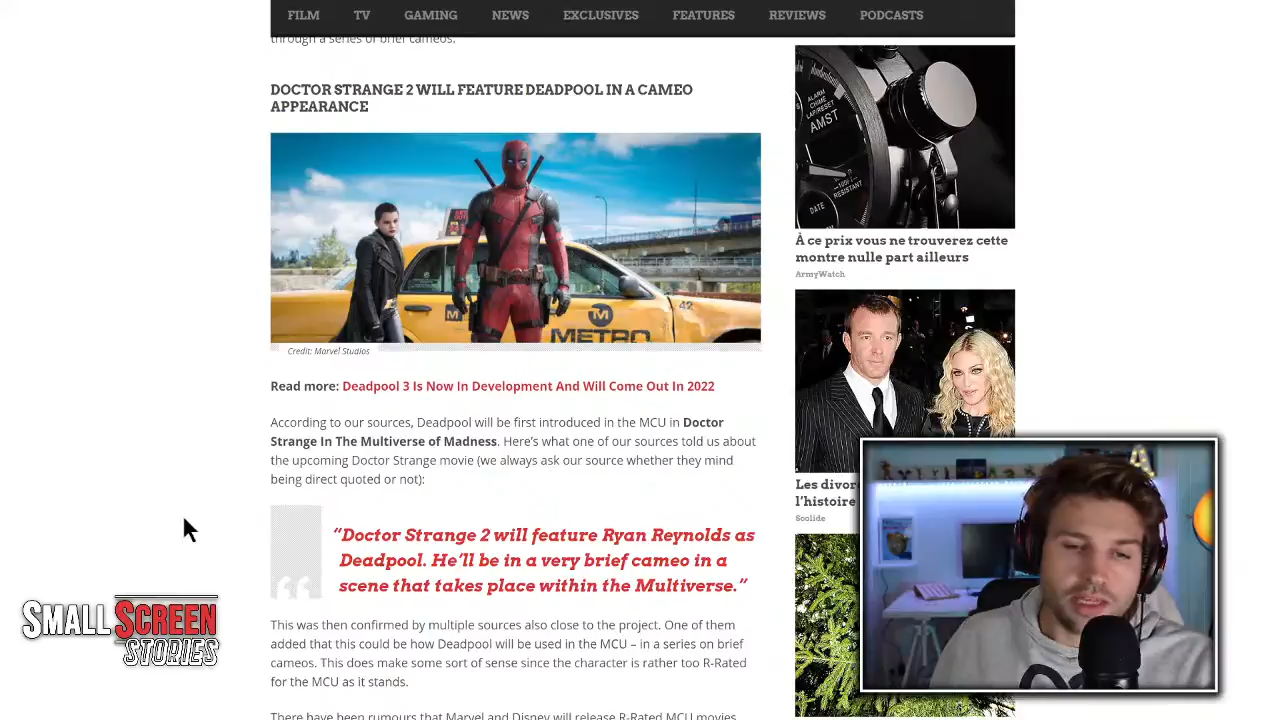 FILM TV GAMING NEWS EXCLUSIVES FEATURES REVIEWS PODCASTS
through a series of brief cameos.
DOCTOR STRANGE 2 WILL FEATURE DEADPOOL IN A CAMEO
APPEARANCE
METRO
42
Credit: Marvel Studios
Read more: Deadpool 3 Is Now In Development And Will Come Out In 2022
According to our sources, Deadpool will be first introduced in the MCU in Doctor
Strange In The Multiverse of Madness. Here's what one of our sources told us about
the upcoming Doctor Strange movie (we always ask our source whether they mind
being direct quoted or not):
“Doctor Strange 2 will feature Ryan Reynolds as
Deadpool. He'll be in a very brief cameo in a
scene that takes place within the Multiverse.”
This was then confirmed by multiple sources also close to the project. One of them
added that this could be how Deadpool will be used in the MCU – in a series on brief
cameos. This does make some sort of sense since the character is rather too R-Rated
for the MCU as it stands.
There have been rumours that Marvel and Disney will release R-Rated MCU movies
ALARM
CHIME
LAP/RESET
AMST
DATE
RESISTANT
À ce prix vous ne trouverez cette
montre nulle part ailleurs
ArmyWatch
Les divor
l'histoire
Soolide
SMALL SCREEN
STORIES